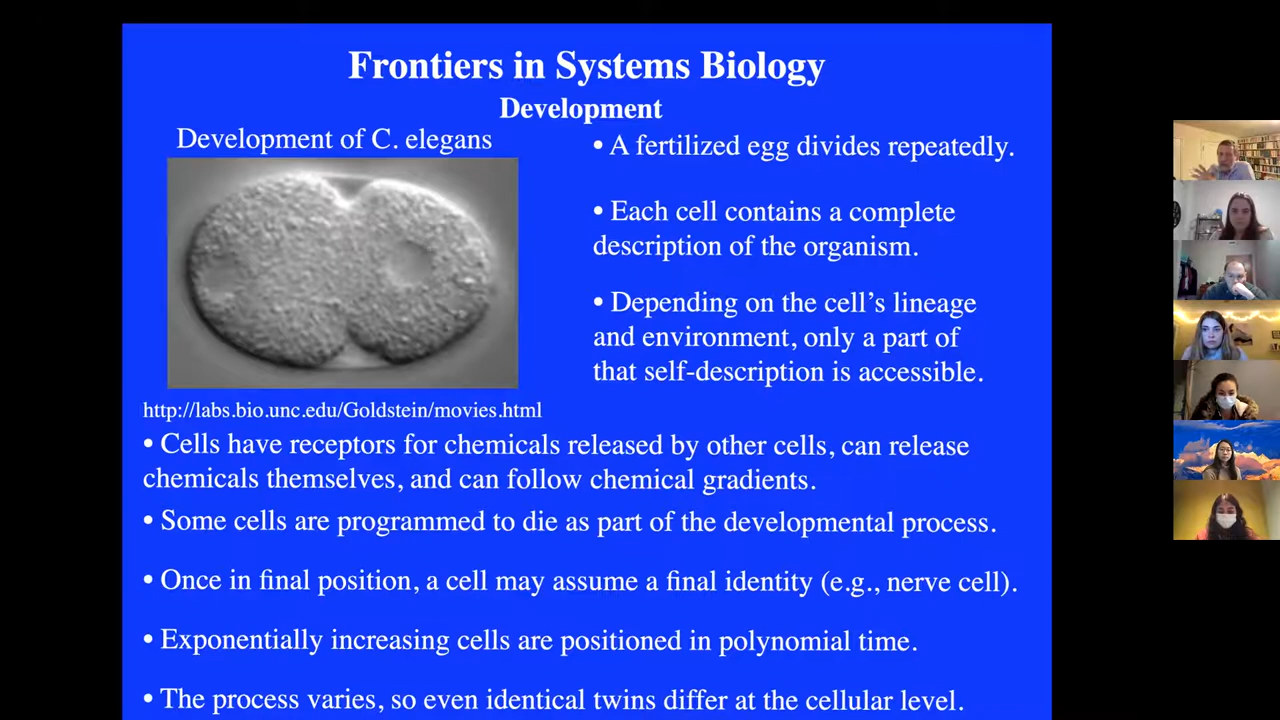 Frontiers in Systems Biology
Development
Development of C. elegans
• A fertilized egg divides repeatedly.
• Each cell contains a complete
description of the organism.
• Depending on the cell’s lineage
and environment, only a part of
that self-description is accessible.
http://labs.bio.unc.edu/Goldstein/movies.html
• Cells have receptors for chemicals released by other cells, can release
chemicals themselves, and can follow chemical gradients.
• Some cells are programmed to die as part of the developmental process.
• Once in final position, a cell may assume a final identity (e.g., nerve cell).
• Exponentially increasing cells are positioned in polynomial time.
• The process varies, so even identical twins differ at the cellular level.